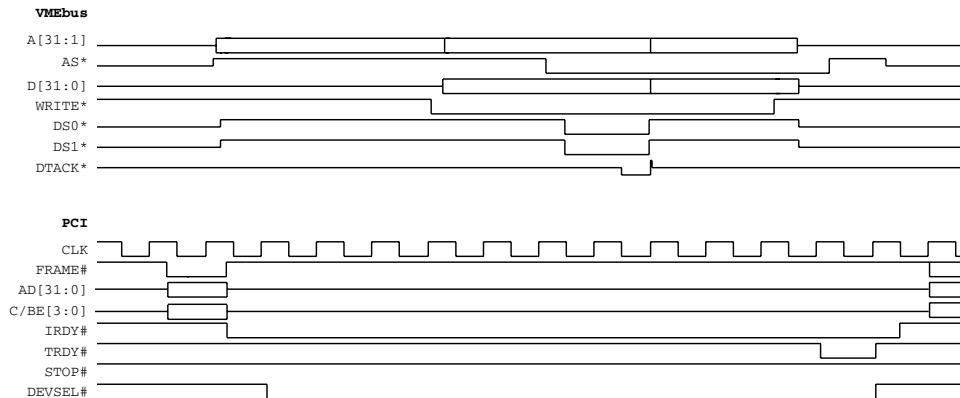 VMEbus
A[31:1]
AS*
D[31:0]
WRITE*
DS0*
DS1*
DTACK*
PCI
CLK
FRAME#
AD[31:0]
C/BE[3:0]
IRDY#
TRDY#
STOP#
DEVSEL#